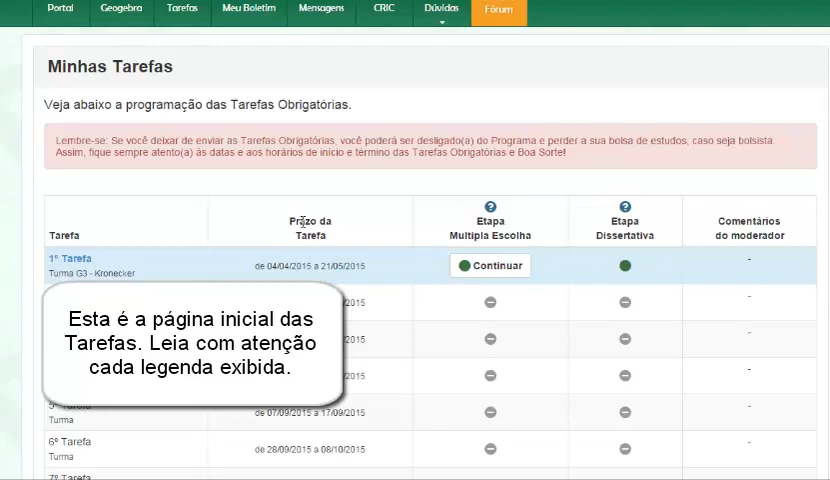 Portal Geogebra Tarefas Meu Boletim Mensagens CRIC Dúvidas Fórum
Minhas Tarefas
Veja abaixo a programação das Tarefas Obrigatórias.
Lembre-se: Se você deixar de enviar as Tarefas Obrigatórias, você poderá ser desligado(a) do Programa e perder a sua bolsa de estudos, caso seja bolsista
Assim, fique sempre atento(a) às datas e aos horários de início e término das Tarefas Obrigatórias e Boa Sorte!
Tarefa
Prazo da
Tarefa
Etapa
Multipla Escolha
Etapa
Dissertativa
Comentários
do moderador
1º Tarefa
Turma G3 - Kronecker
de 04/04/2015 a 21/05/2015
Continuar
-
Esta é a página inicial das
Tarefas. Leia com atenção
cada legenda exibida.
/2015
-
/2015
-
/2015
-
5º Tarefa
Turma
de 07/09/2015 a 17/09/2015
-
6º Tarefa
Turma
de 28/09/2015 a 08/10/2015
-
7º Tarefa